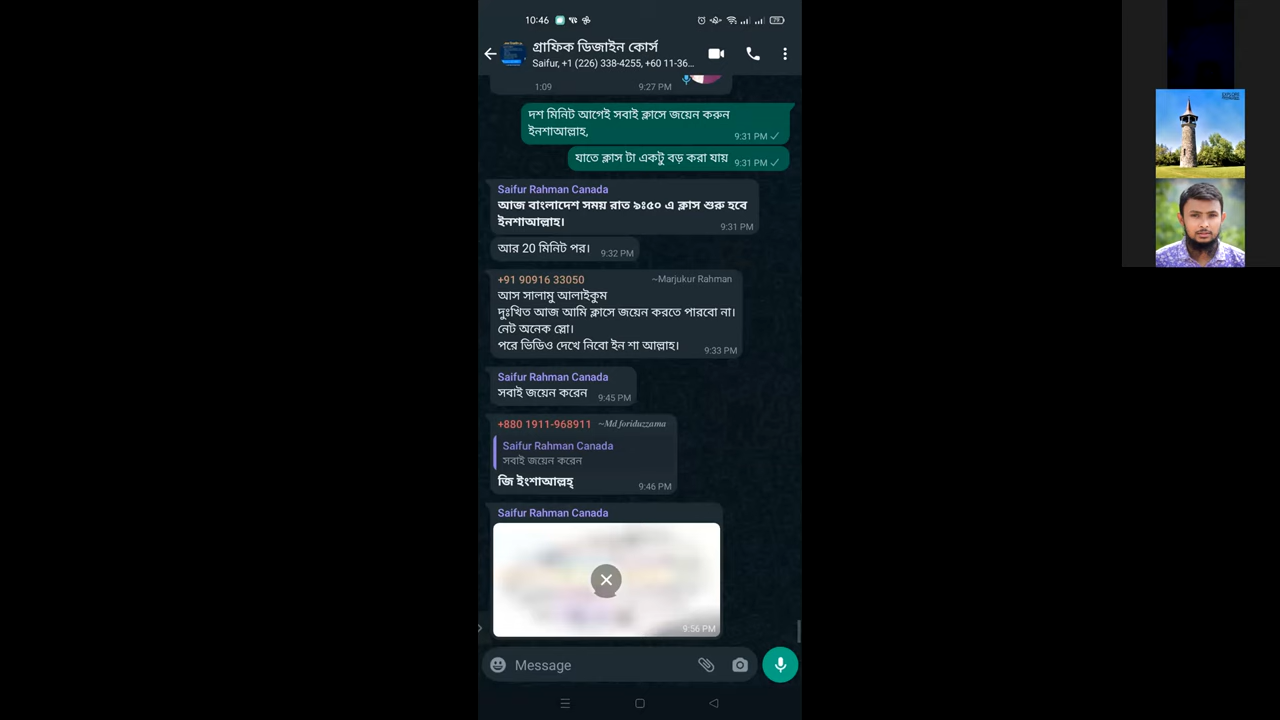 10:46
79
গ্রাফিক ডিজাইন কোর্স
Saifur, +1 (226) 338-4255, +60 11-36...
1:09
9:27 PM
দশ মিনিট আগেই সবাই ক্লাসে জয়েন করুন
ইনশাআল্লাহ,
9:31 PM
যাতে ক্লাস টা একটু বড় করা যায়
9:31 PM
Saifur Rahman Canada
আজ বাংলাদেশ সময় রাত ৯ঃ৫০ এ ক্লাস শুরু হবে
ইনশাআল্লাহ।
9:31 PM
আর 20 মিনিট পর।
9:32 PM
+91 90916 33050 ~Marjukur Rahman
আস সালামু আলাইকুম
দুঃখিত আজ আমি ক্লাসে জয়েন করতে পারবো না।
নেট অনেক স্লো।
পরে ভিডিও দেখে নিবো ইন শা আল্লাহ।
9:33 PM
Saifur Rahman Canada
সবাই জয়েন করেন
9:45 PM
+880 1911-968911 ~Md foriduzzama
Saifur Rahman Canada
সবাই জয়েন করেন
জি ইংশাআল্লহ্
9:46 PM
Saifur Rahman Canada
9:56 PM
Message